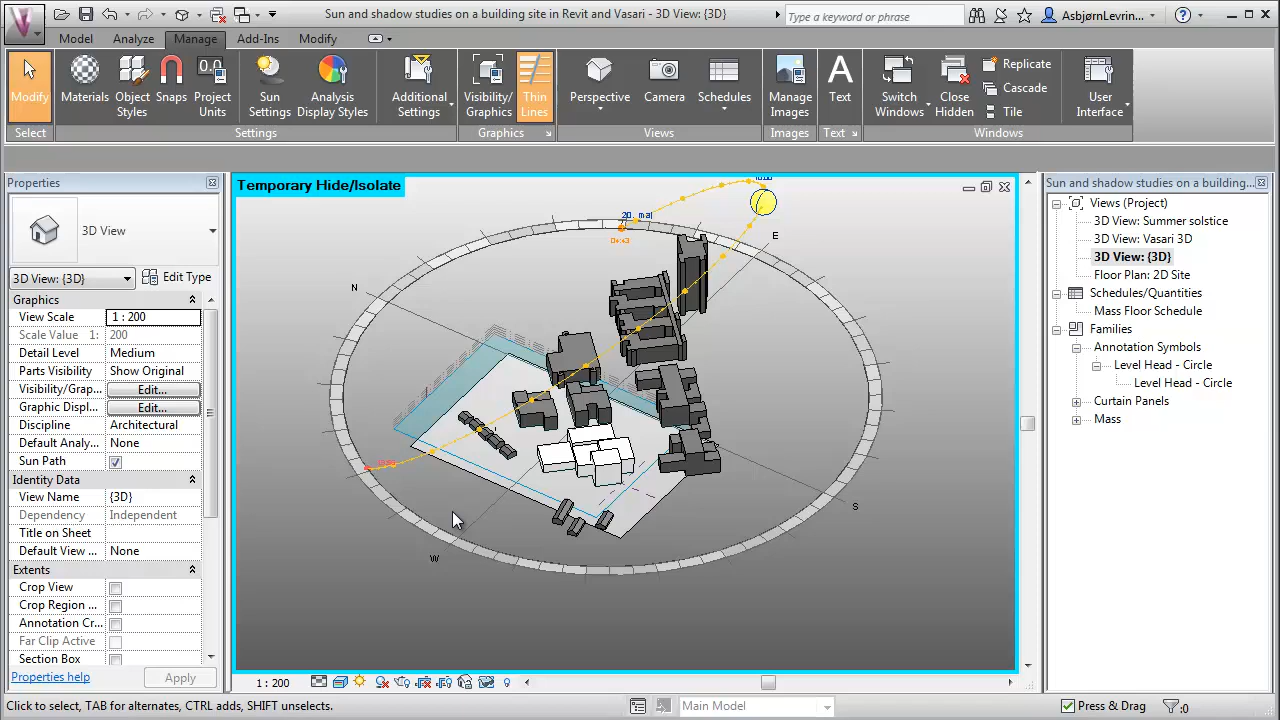 Sun and shadow studies on a building site in Revit and Vasari - 3D View: {3D}
Type a keyword or phrase
AsbjørnLevrin...
Model
Analyze
Manage
Add-Ins
Modify
Modify
Materials
Object Styles
Snaps
Project Units
Sun Settings
Analysis Display Styles
Additional Settings
Visibility/ Graphics
Thin Lines
Perspective
Camera
Schedules
Manage Images
Text
Switch Windows
Close Hidden
Replicate
Cascade
Tile
User Interface
Select
Settings
Graphics
Views
Images
Text
Windows
Properties
3D View
3D View: {3D}
Edit Type
Graphics
View Scale 1 : 200
Scale Value 1: 200
Detail Level Medium
Parts Visibility Show Original
Visibility/Grap... Edit...
Graphic Displ... Edit...
Discipline Architectural
Default Analy... None
Sun Path
Identity Data
View Name {3D}
Dependency Independent
Title on Sheet
Default View ... None
Extents
Crop View
Crop Region ...
Annotation Cr...
Far Clip Active
Section Box
Properties help
Apply
Temporary Hide/Isolate
20. maj
04:43
N
E
S
W
1 : 200
Sun and shadow studies on a building...
Views (Project)
3D View: Summer solstice
3D View: Vasari 3D
3D View: {3D}
Floor Plan: 2D Site
Schedules/Quantities
Mass Floor Schedule
Families
Annotation Symbols
Level Head - Circle
Level Head - Circle
Curtain Panels
Mass
Click to select, TAB for alternates, CTRL adds, SHIFT unselects.
Main Model
Press & Drag
:0